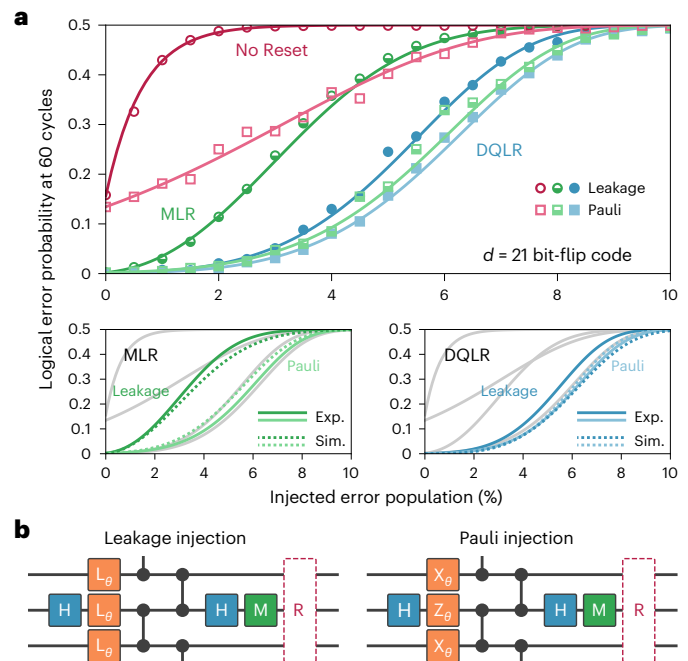 a
Logical error probability at 60 cycles
0.5
0.4
0.3
0.2
0.1
0
0 2 4 6 8 10
No Reset
MLR
DQLR
Leakage
Pauli
d = 21 bit-flip code
0.5
0.4
0.3
0.2
0.1
0
0 2 4 6 8 10
MLR
Leakage
Pauli
Exp.
Sim.
0.5
0.4
0.3
0.2
0.1
0
0 2 4 6 8 10
DQLR
Leakage
Pauli
Exp.
Sim.
Injected error population (%)
b
Leakage injection
Lθ
H Lθ H M R
Lθ
Pauli injection
Xθ
H Zθ H M R
Xθ